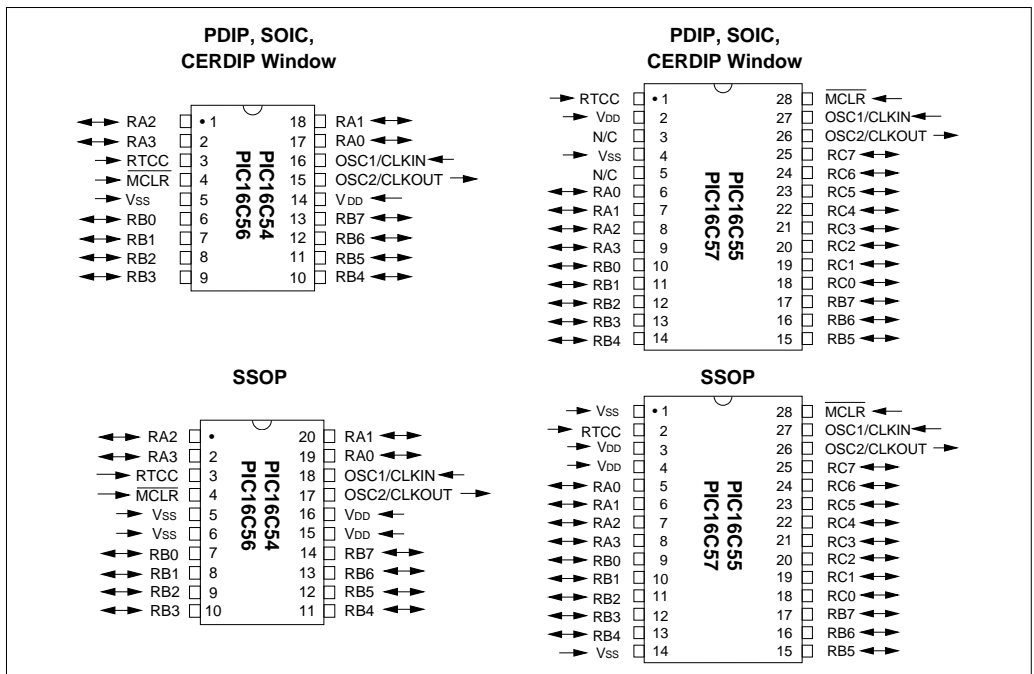 PDIP, SOIC,
CERDIP Window
RA2 • 1 18 RA1
RA3 2 17 RA0
RTCC 3 16 OSC1/CLKIN
MCLR 4 15 OSC2/CLKOUT
VSS 5 14 VDD
RB0 6 13 RB7
RB1 7 12 RB6
RB2 8 11 RB5
RB3 9 10 RB4
PIC16C54
PIC16C56
PDIP, SOIC,
CERDIP Window
RTCC • 1 28 MCLR
VDD 2 27 OSC1/CLKIN
N/C 3 26 OSC2/CLKOUT
VSS 4 25 RC7
N/C 5 24 RC6
RA0 6 23 RC5
RA1 7 22 RC4
RA2 8 21 RC3
RA3 9 20 RC2
RB0 10 19 RC1
RB1 11 18 RC0
RB2 12 17 RB7
RB3 13 16 RB6
RB4 14 15 RB5
PIC16C55
PIC16C57
SSOP
RA2 • 20 RA1
RA3 2 19 RA0
RTCC 3 18 OSC1/CLKIN
MCLR 4 17 OSC2/CLKOUT
VSS 5 16 VDD
VSS 6 15 VDD
RB0 7 14 RB7
RB1 8 13 RB6
RB2 9 12 RB5
RB3 10 11 RB4
PIC16C54
PIC16C56
SSOP
VSS • 1 28 MCLR
RTCC 2 27 OSC1/CLKIN
VDD 3 26 OSC2/CLKOUT
VDD 4 25 RC7
RA0 5 24 RC6
RA1 6 23 RC5
RA2 7 22 RC4
RA3 8 21 RC3
RB0 9 20 RC2
RB1 10 19 RC1
RB2 11 18 RC0
RB3 12 17 RB7
RB4 13 16 RB6
VSS 14 15 RB5
PIC16C55
PIC16C57